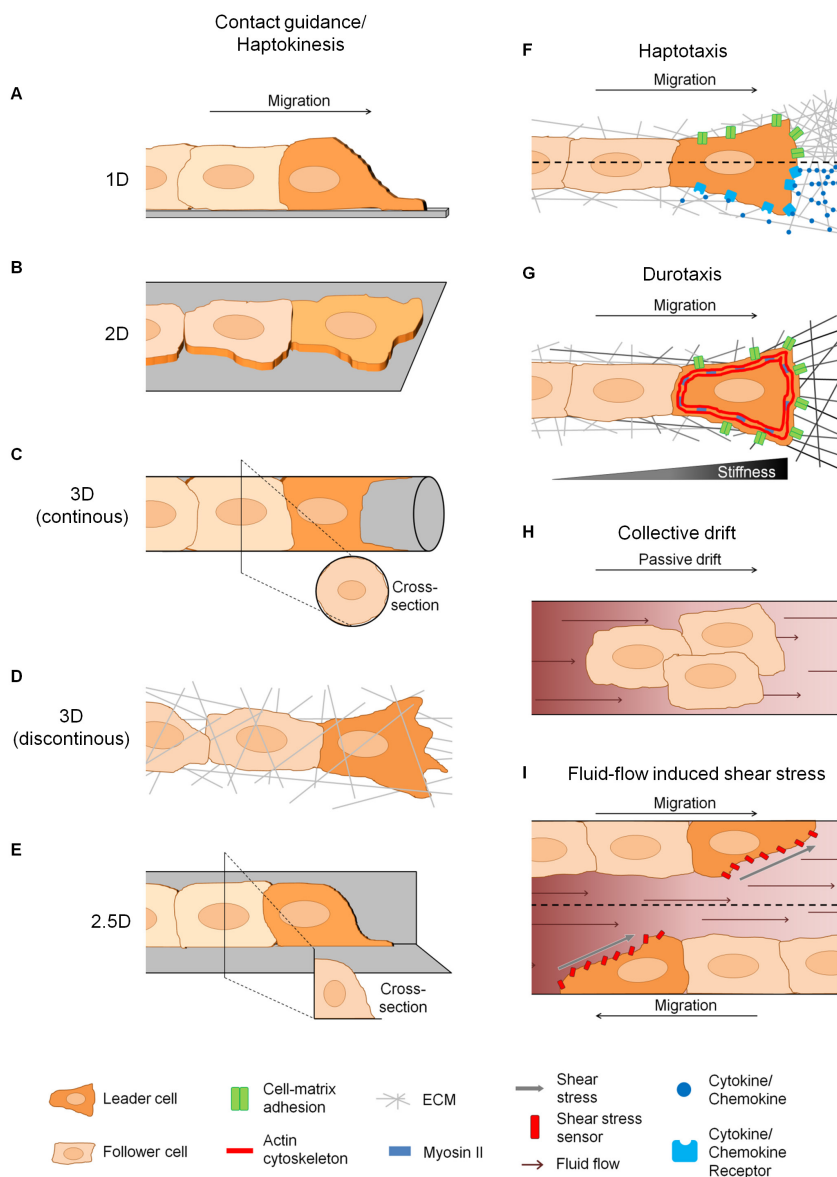 Contact guidance/
Haptokinesis
A
Migration
1D
B
2D
C
3D
(continous)
Cross-
section
D
3D
(discontinous)
E
2.5D
Cross-
section
F
Haptotaxis
Migration
G
Durotaxis
Migration
Stiffness
H
Collective drift
Passive drift
I
Fluid-flow induced shear stress
Migration
Migration
Leader cell
Follower cell
Cell-matrix
adhesion
Actin
cytoskeleton
ECM
Myosin II
Shear
stress
Shear stress
sensor
Fluid flow
Cytokine/
Chemokine
Cytokine/
Chemokine
Receptor